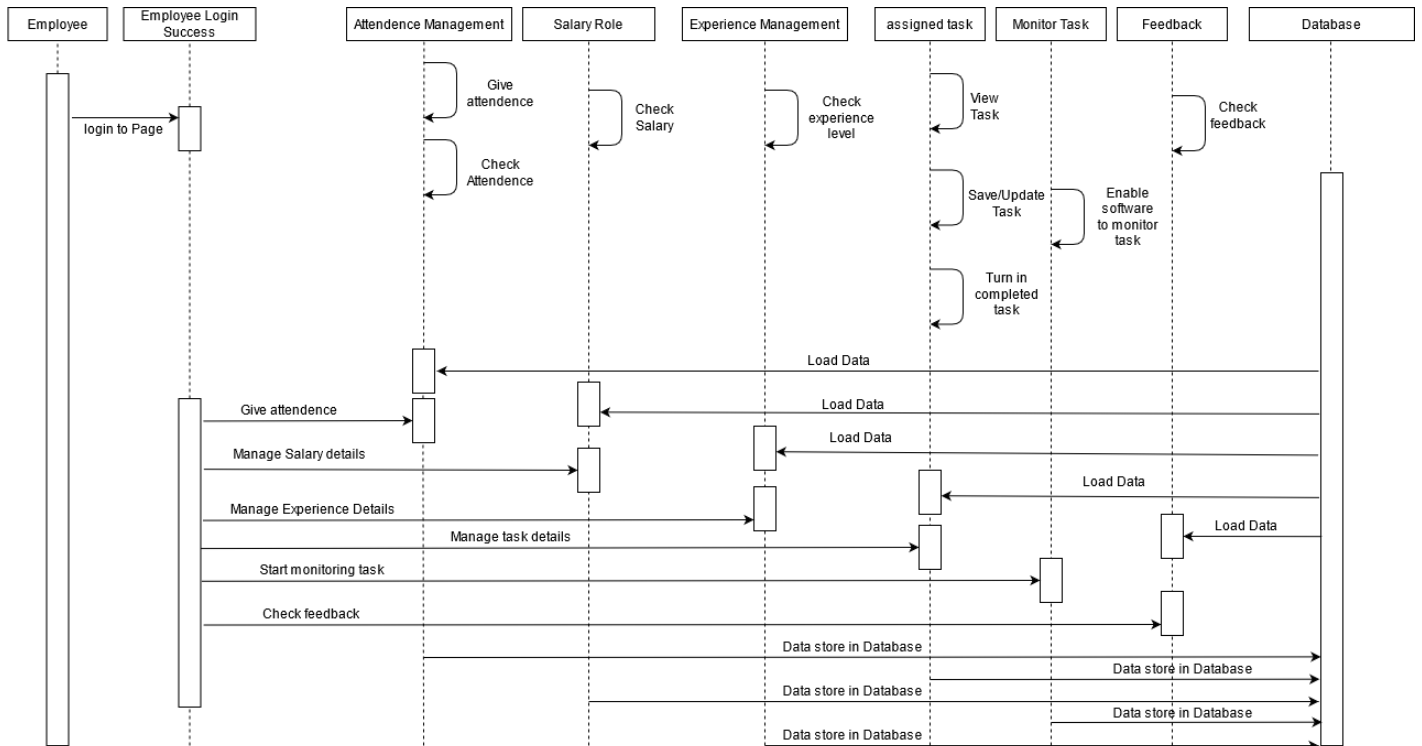 Employee
Employee Login
Success
Attendence Management
Salary Role
Experience Management
assigned task
Monitor Task
Feedback
Database
Give
attendence
Check
Salary
Check
experience
level
View
Task
Check
feedback
login to Page
Check
Attendence
Save/Update
Task
Enable
software
to monitor
task
Turn in
completed
task
Load Data
Give attendence
Load Data
Load Data
Manage Salary details
Load Data
Manage Experience Details
Load Data
Manage task details
Start monitoring task
Check feedback
Data store in Database
Data store in Database
Data store in Database
Data store in Database
Data store in Database